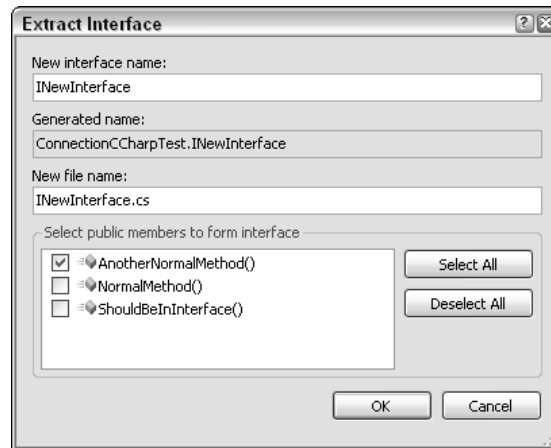 Extract Interface
New interface name:
INewInterface
Generated name:
ConnectionCCharpTest.INewInterface
New file name:
INewInterface.cs
Select public members to form interface
AnotherNormalMethod()
NormalMethod()
ShouldBeInInterface()
Select All
Deselect All
OK
Cancel